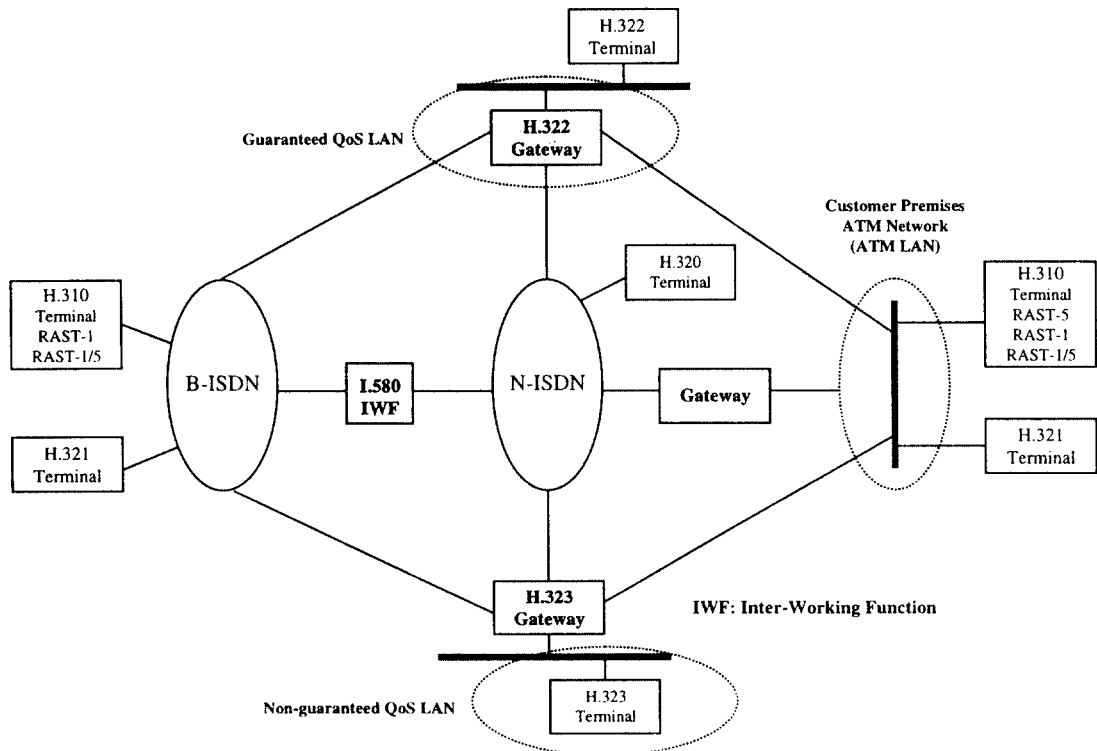 H.322
Terminal
Guaranteed QoS LAN
H.322
Gateway
Customer Premises
ATM Network
(ATM LAN)
H.320
Terminal
H.310
Terminal
RAST-1
RAST-1/5
H.310
Terminal
RAST-5
RAST-1
RAST-1/5
B-ISDN
I.580
IWF
N-ISDN
Gateway
H.321
Terminal
H.321
Terminal
H.323
Gateway
IWF: Inter-Working Function
Non-guaranteed QoS LAN
H.323
Terminal